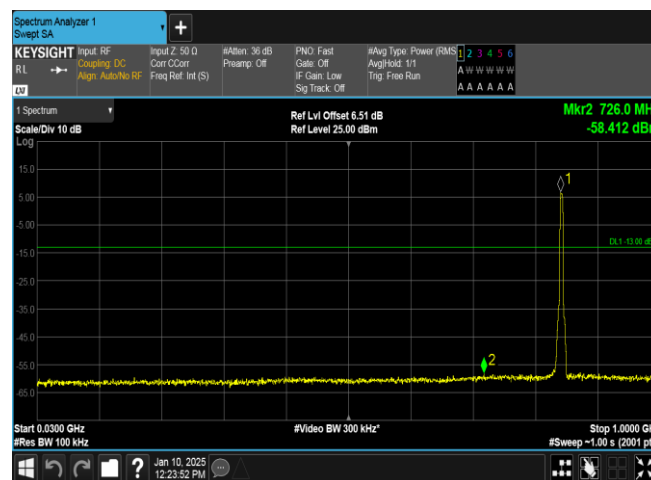 Spectrum Analyzer 1
Swept SA
+
KEYSIGHT Input: RF Input Z: 50 Ω #Atten: 36 dB PNO: Fast #Avg Type: Power (RMS 1 2 3 4 5 6
RL Coupling: DC Corr CCorr Preamp: Off Gate: Off Avg|Hold: 1/1 A W W W W W
Align: Auto/No RF Freq Ref: Int (S) IF Gain: Low Trig: Free Run
LXI Sig Track: Off A A A A A A
1 Spectrum Ref Lvl Offset 6.51 dB Mkr2 726.0 MH
Scale/Div 10 dB Ref Level 25.00 dBm -58.412 dB
Log
15.0
1
5.00
-5.00
DL1 -13.00 dB
-15.0
-25.0
-35.0
-45.0
2
-55.0
-65.0
Start 0.0300 GHz #Video BW 300 kHz* Stop 1.0000 G
#Res BW 100 kHz #Sweep ~1.00 s (2001 pt
? Jan 10, 2025
12:23:52 PM